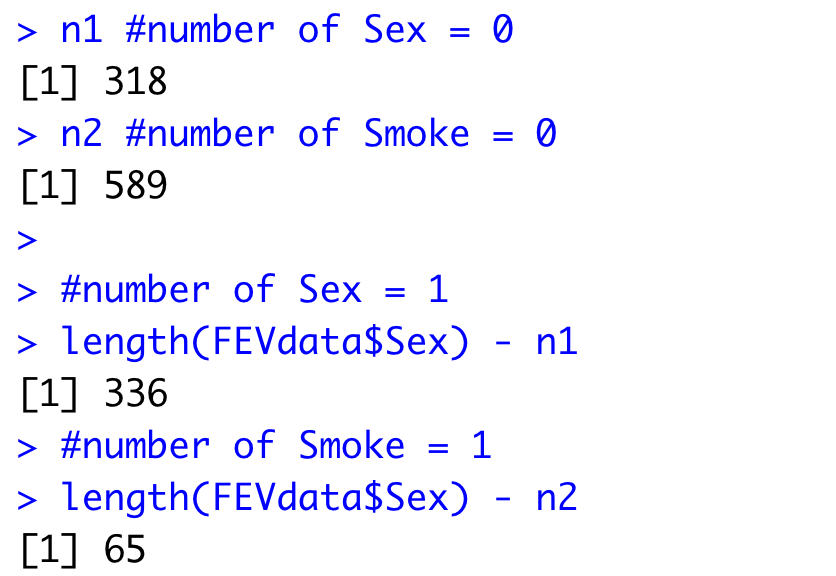 > n1 #number of Sex = 0
[1] 318
> n2 #number of Smoke = 0
[1] 589
>
> #number of Sex = 1
> length(FEVdata$Sex) - n1
[1] 336
> #number of Smoke = 1
> length(FEVdata$Sex) - n2
[1] 65